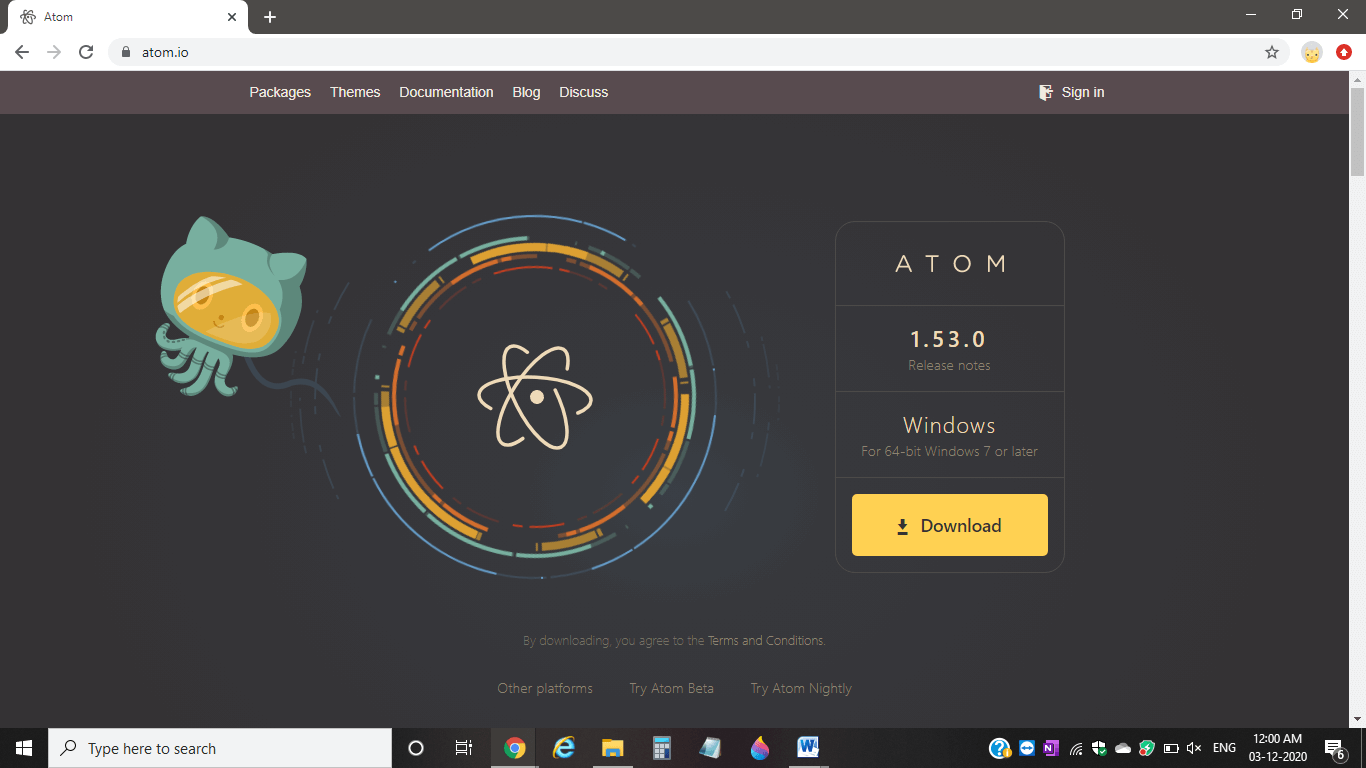 Atom
atom.io
Packages Themes Documentation Blog Discuss Sign in
ATOM
1.53.0
Release notes
Windows
For 64-bit Windows 7 or later
Download
By downloading, you agree to the Terms and Conditions.
Other platforms Try Atom Beta Try Atom Nightly
Type here to search
ENG
12:00 AM
03-12-2020
6